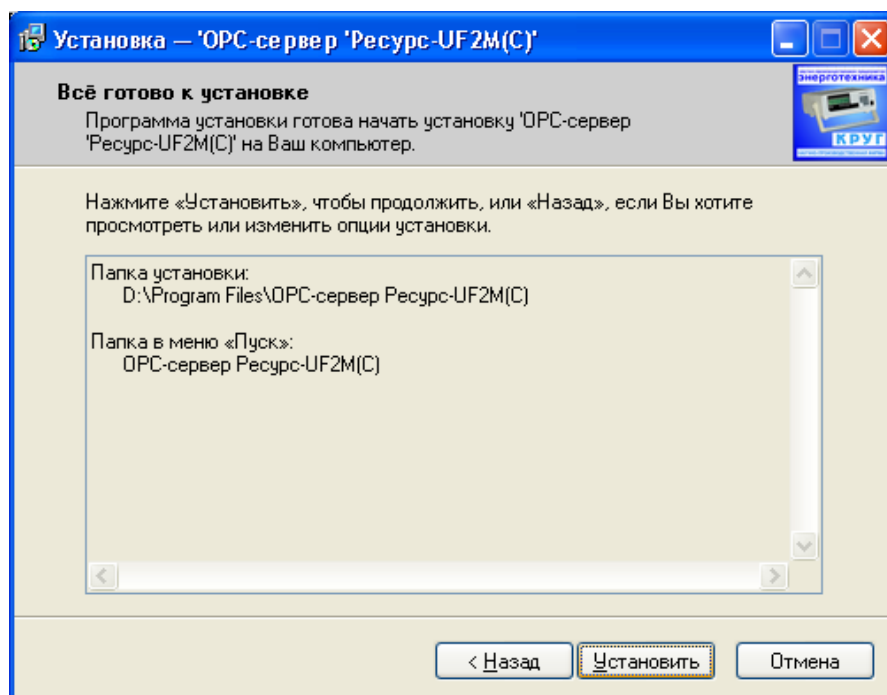 Установка — 'OPC-сервер 'Ресурс-UF2M(C)'
энерготехника
Всё готово к установке
Программа установки готова начать установку 'OPC-сервер
'Ресурс-UF2M(C)' на Ваш компьютер.
КРУГ
Нажмите «Установить», чтобы продолжить, или «Назад», если Вы хотите
просмотреть или изменить опции установки.
Папка установки:
D:\Program Files\OPC-сервер Ресурс-UF2M(C)
Папка в меню «Пуск»:
OPC-сервер Ресурс-UF2M(C)
< Назад
Установить
Отмена